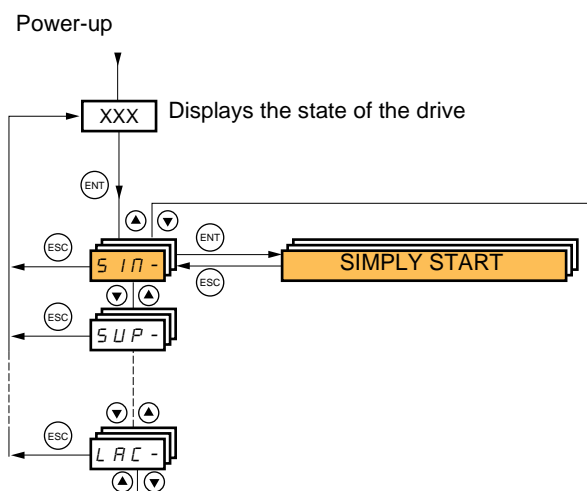 Power-up
XXX Displays the state of the drive
ENT
ESC SIM- ENT SIMPLY START
ESC
ESC SUP-
ESC LAC-